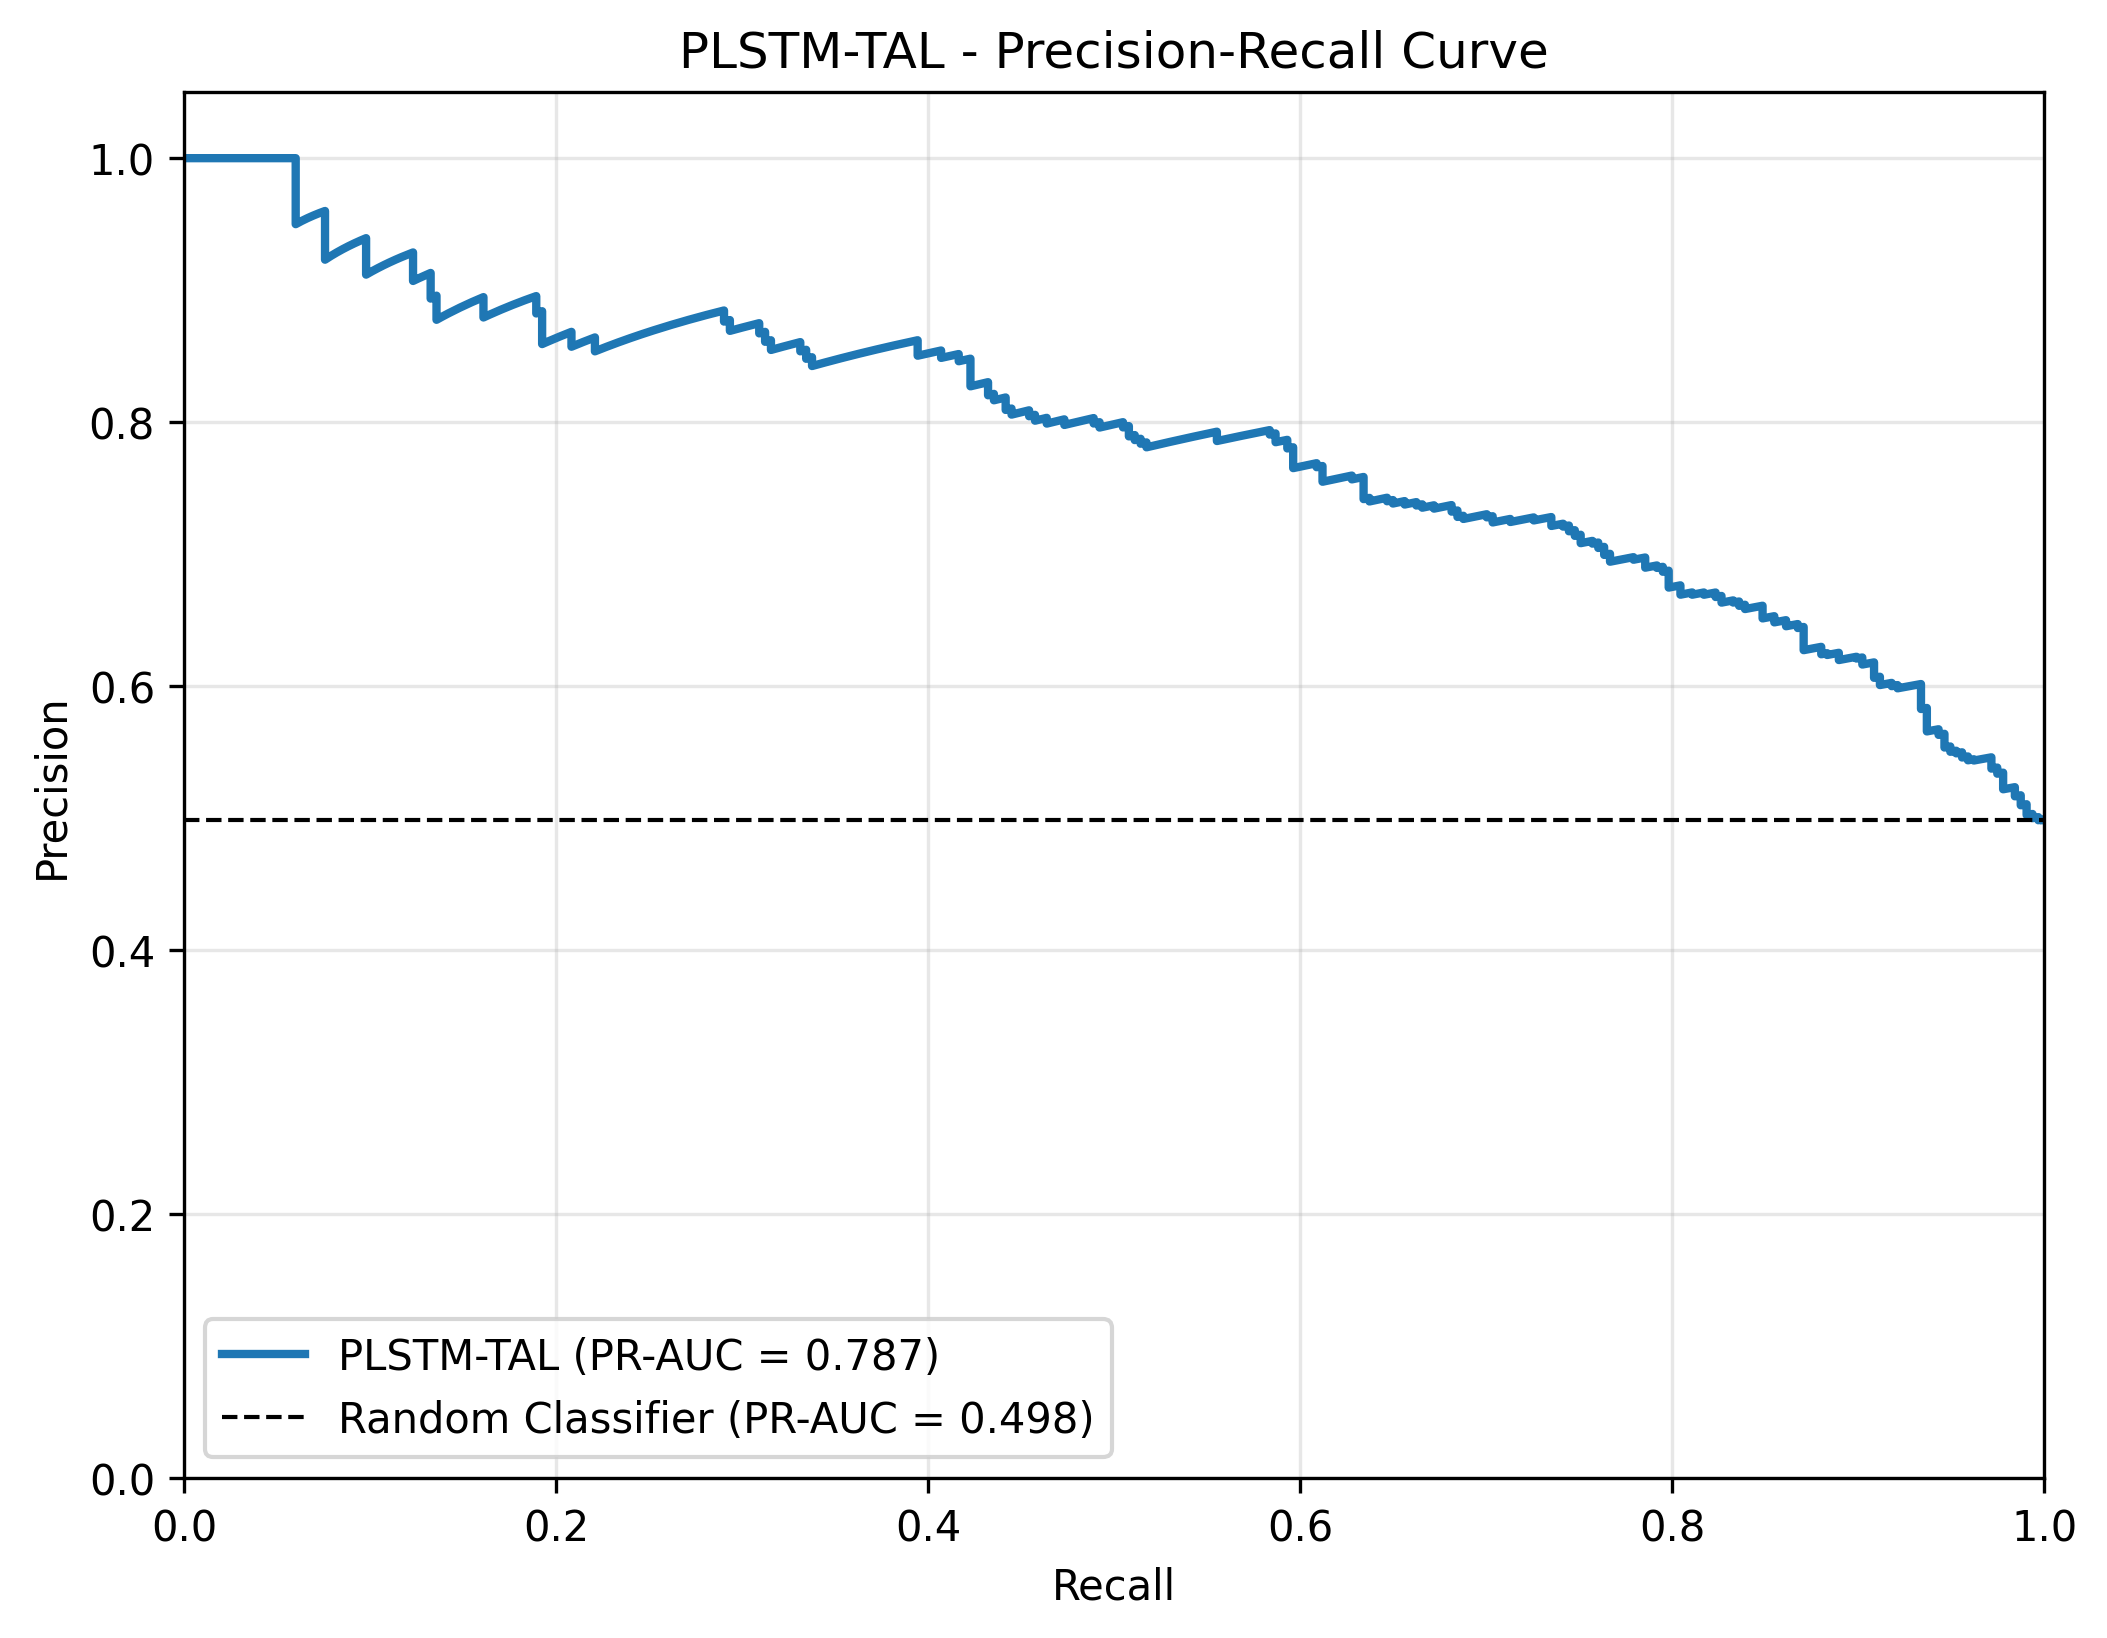 PLSTM-TAL - Precision-Recall Curve
1.0
0.8
0.6
0.4
0.2
0.0
Precision
PLSTM-TAL (PR-AUC = 0.787)
Random Classifier (PR-AUC = 0.498)
0.0 0.2 0.4 0.6 0.8 1.0
Recall